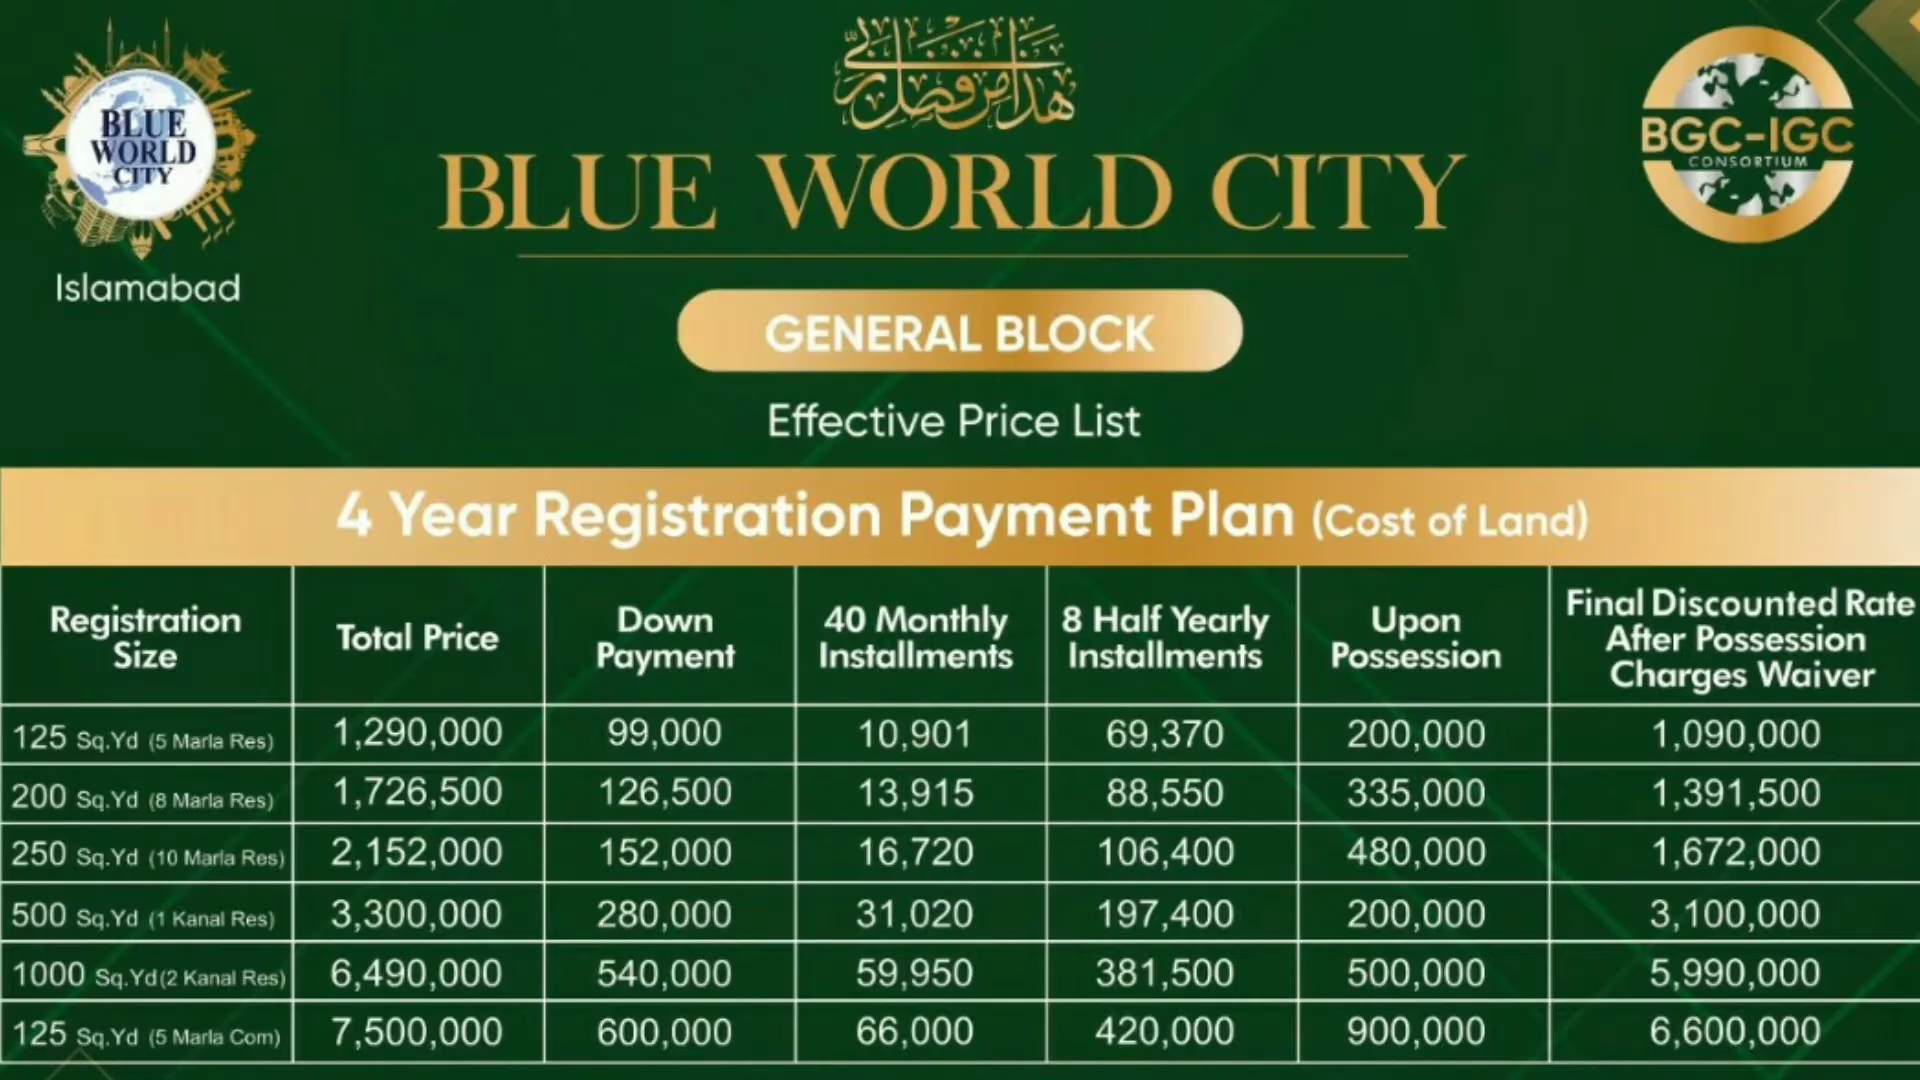 هذا من فضل ربي
BLUE
WORLD
CITY
Islamabad
BLUE WORLD CITY
BGC-IGC
CONSORTIUM
GENERAL BLOCK
Effective Price List
4 Year Registration Payment Plan (Cost of Land)
Registration Size Total Price Down Payment 40 Monthly Installments 8 Half Yearly Installments Upon Possession Final Discounted Rate After Possession Charges Waiver
125 Sq.Yd (5 Marla Res) 1,290,000 99,000 10,901 69,370 200,000 1,090,000
200 Sq.Yd (8 Marla Res) 1,726,500 126,500 13,915 88,550 335,000 1,391,500
250 Sq.Yd (10 Marla Res) 2,152,000 152,000 16,720 106,400 480,000 1,672,000
500 Sq.Yd (1 Kanal Res) 3,300,000 280,000 31,020 197,400 200,000 3,100,000
1000 Sq.Yd (2 Kanal Res) 6,490,000 540,000 59,950 381,500 500,000 5,990,000
125 Sq.Yd (5 Marla Com) 7,500,000 600,000 66,000 420,000 900,000 6,600,000